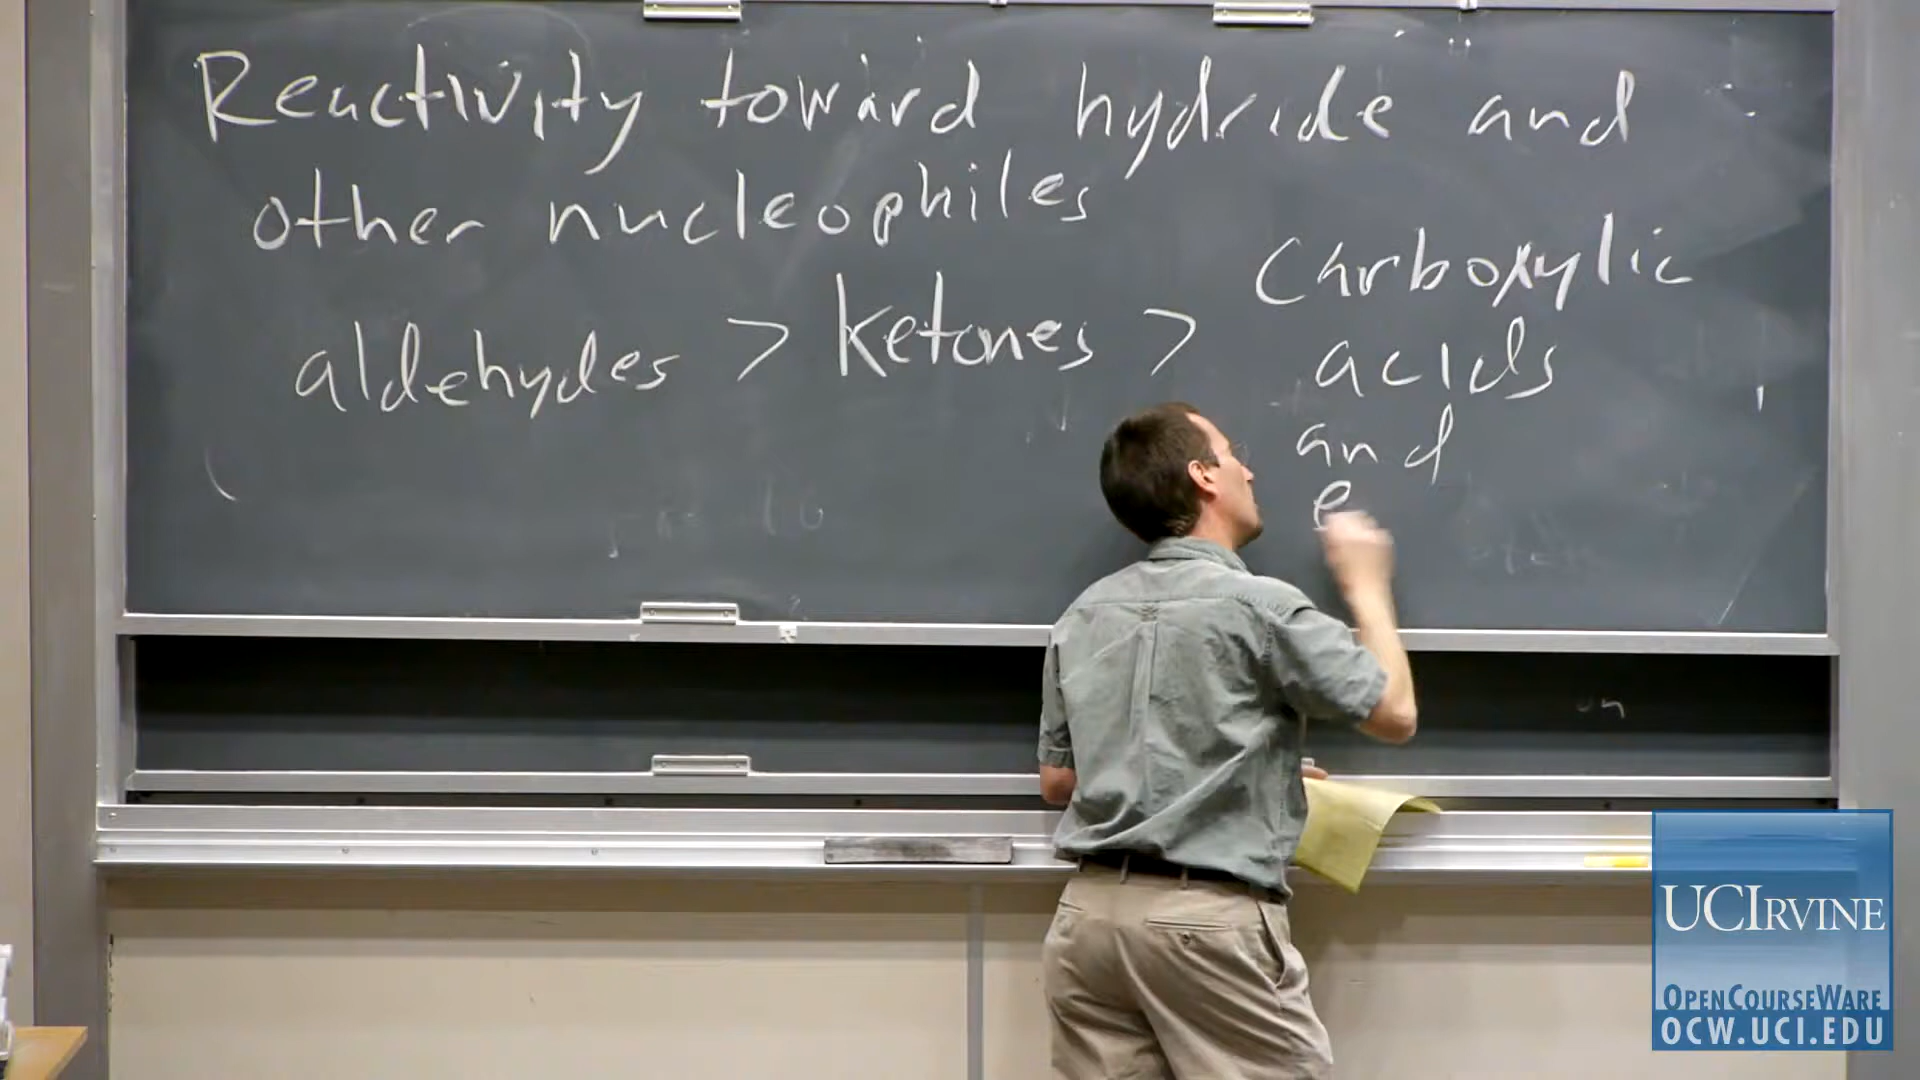 Reactivity toward hydride and
other nucleophiles
aldehydes > ketones > carboxylic
acids
and
e
UCIRVINE
OPENCOURSEWARE
OCW.UCI.EDU